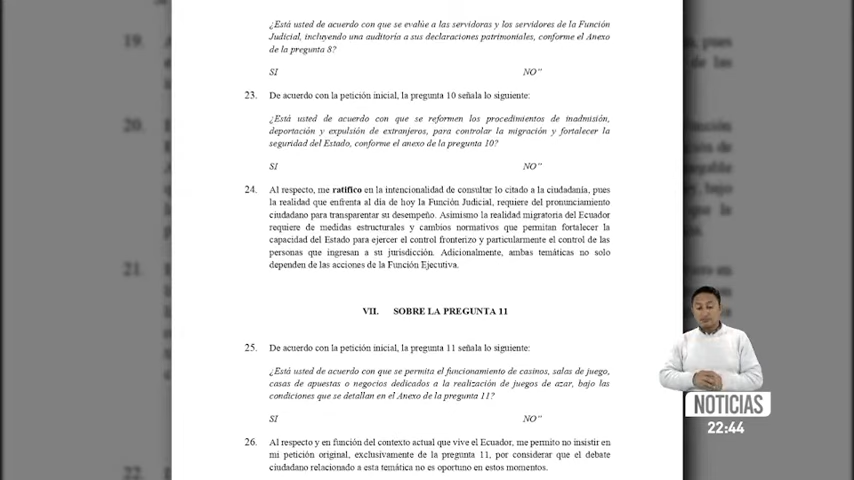 ¿Está usted de acuerdo con que se evalúe a las servidoras y los servidores de la Función
Judicial, incluyendo una auditoría a sus declaraciones patrimoniales, conforme el Anexo
de la pregunta 8?
SI NO"
23. De acuerdo con la petición inicial, la pregunta 10 señala lo siguiente:
¿Está usted de acuerdo con que se reformen los procedimientos de inadmisión,
deportación y expulsión de extranjeros, para controlar la migración y fortalecer la
seguridad del Estado, conforme el anexo de la pregunta 10?
SI NO"
24. Al respecto, me ratifico en la intencionalidad de consultar lo citado a la ciudadanía, pues
la realidad que enfrenta al día de hoy la Función Judicial, requiere del pronunciamiento
ciudadano para transparentar su desempeño. Asimismo la realidad migratoria del Ecuador
requiere de medidas estructurales y cambios normativos que permitan fortalecer la
capacidad del Estado para ejercer el control fronterizo y particularmente el control de las
personas que ingresan a su jurisdicción. Adicionalmente, ambas temáticas no solo
dependen de las acciones de la Función Ejecutiva.
VII. SOBRE LA PREGUNTA 11
25. De acuerdo con la petición inicial, la pregunta 11 señala lo siguiente:
¿Está usted de acuerdo con que se permita el funcionamiento de casinos, salas de juego,
casas de apuestas o negocios dedicados a la realización de juegos de azar, bajo las
condiciones que se detallan en el Anexo de la pregunta 11?
SI NO"
26. Al respecto y en función del contexto actual que vive el Ecuador, me permito no insistir en
mi petición original, exclusivamente de la pregunta 11, por considerar que el debate
ciudadano relacionado a esta temática no es oportuno en estos momentos.
19.
20.
21.
22
pues
de las
NOTICIAS
22:44